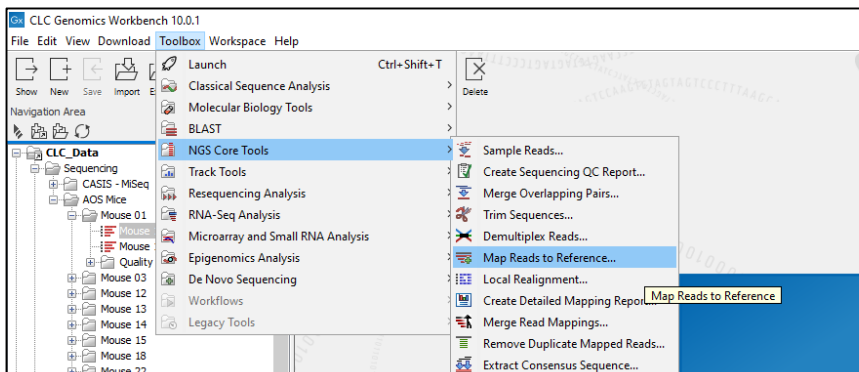 CLC Genomics Workbench 10.0.1
File Edit View Download Toolbox Workspace Help
Show New Save Import
Launch Ctrl+Shift+T
Delete
Classical Sequence Analysis
Navigation Area
Molecular Biology Tools
BLAST
CLC_Data
NGS Core Tools
Sample Reads...
Sequencing
Track Tools
Create Sequencing QC Report...
CASIS - MiSeq
Resequencing Analysis
Merge Overlapping Pairs...
AOS Mice
Mouse 01
RNA-Seq Analysis
Trim Sequences...
Mouse
Microarray and Small RNA Analysis
Demultiplex Reads...
Mouse
Epigenomics Analysis
Map Reads to Reference...
Quality
Mouse 03
De Novo Sequencing
Local Realignment...
Mouse 12
Workflows
Create Detailed Mapping Repor
Map Reads to Reference
Mouse 13
Mouse 14
Legacy Tools
Merge Read Mappings...
Mouse 15
Remove Duplicate Mapped Reads...
Mouse 18
Extract Consensus Sequence...
Mouse 22